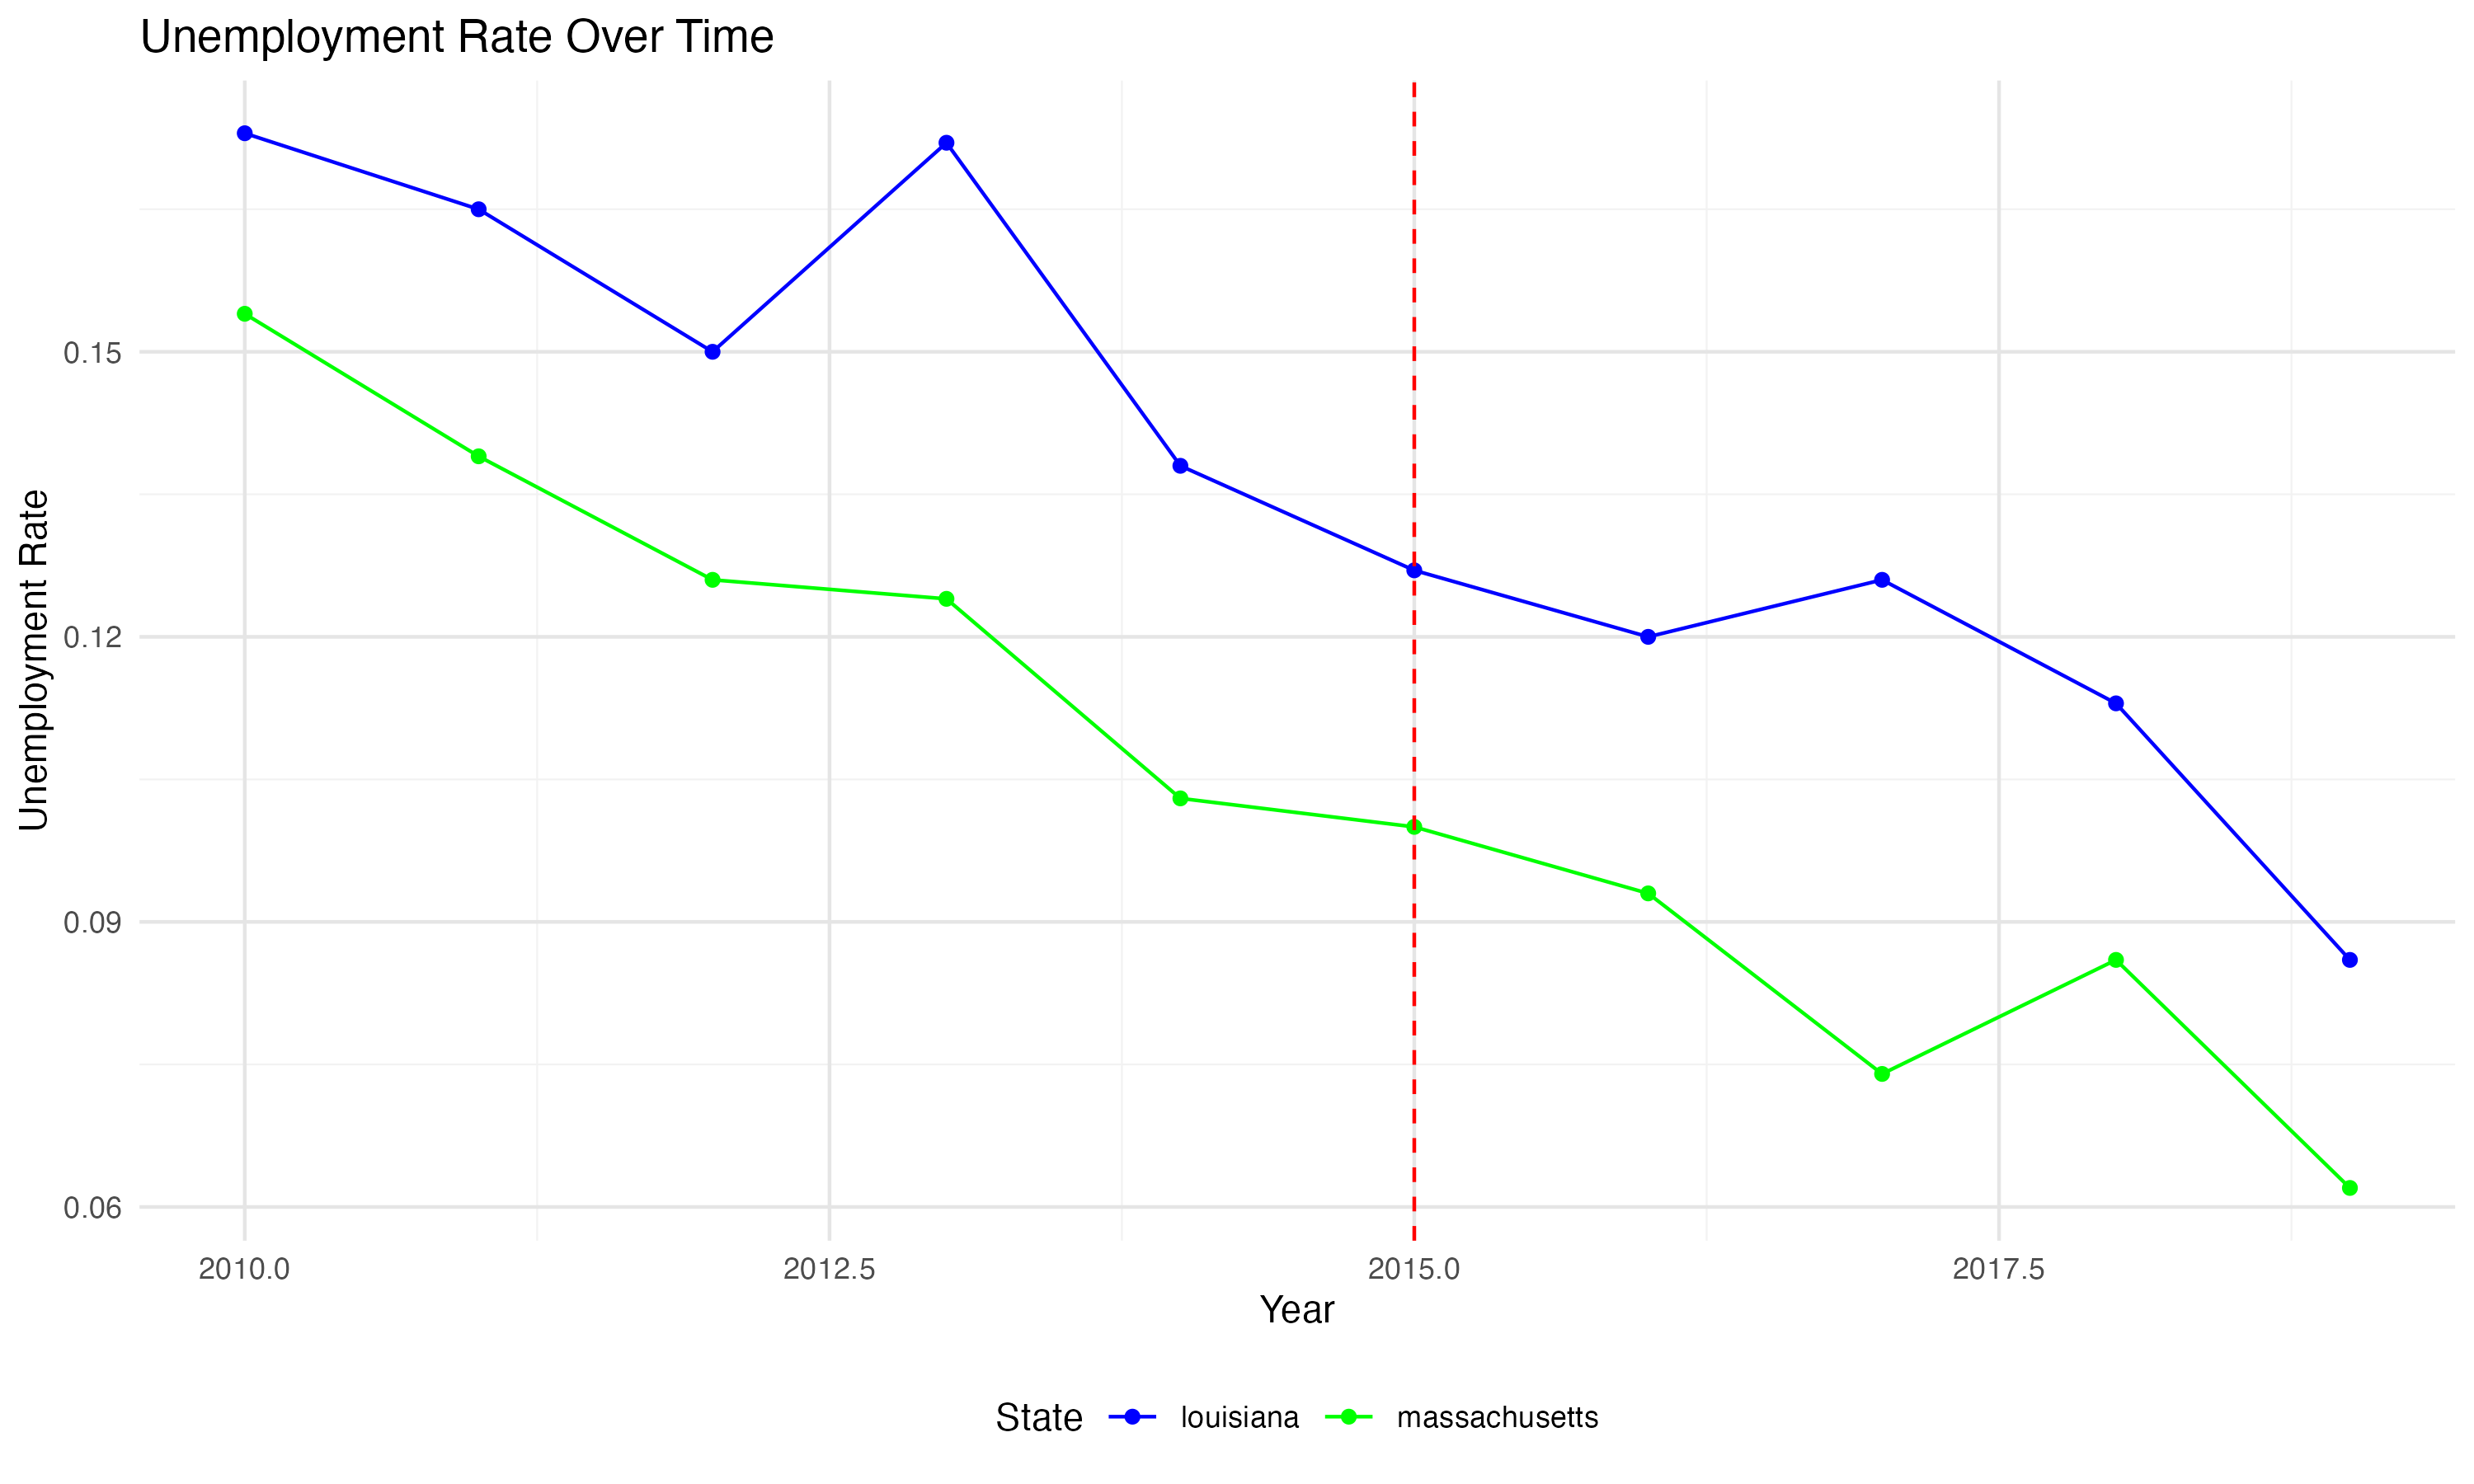 Unemployment Rate Over Time
Unemployment Rate
0.15
0.12
0.09
0.06
2010.0 2012.5 2015.0 2017.5
Year
State louisiana massachusetts